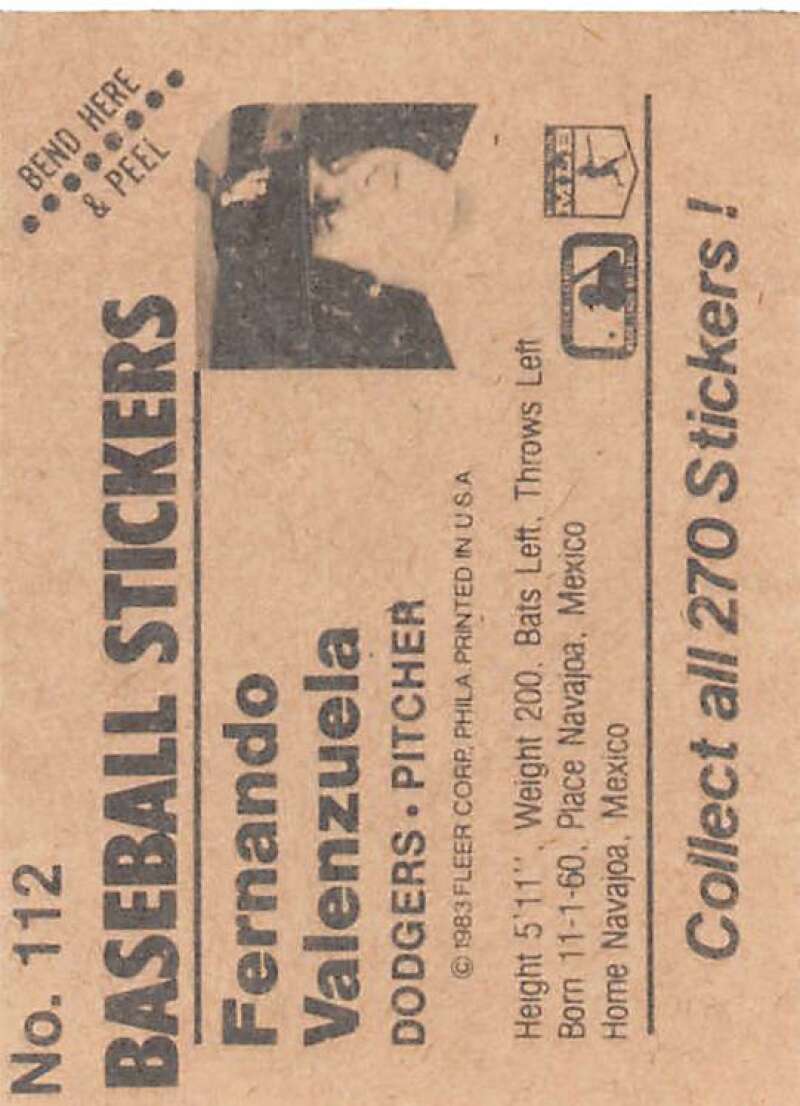 No. 112
BEND HERE
& PEEL
BASEBALL STICKERS
Fernando
Valenzuela
DODGERS • PITCHER
© 1983 FLEER CORP., PHILA. PRINTED IN U.S.A
Height 5'11", Weight 200, Bats Left, Throws Left
Born 11-1-60, Place Navajoa, Mexico
Home Navajoa, Mexico
Collect all 270 Stickers!